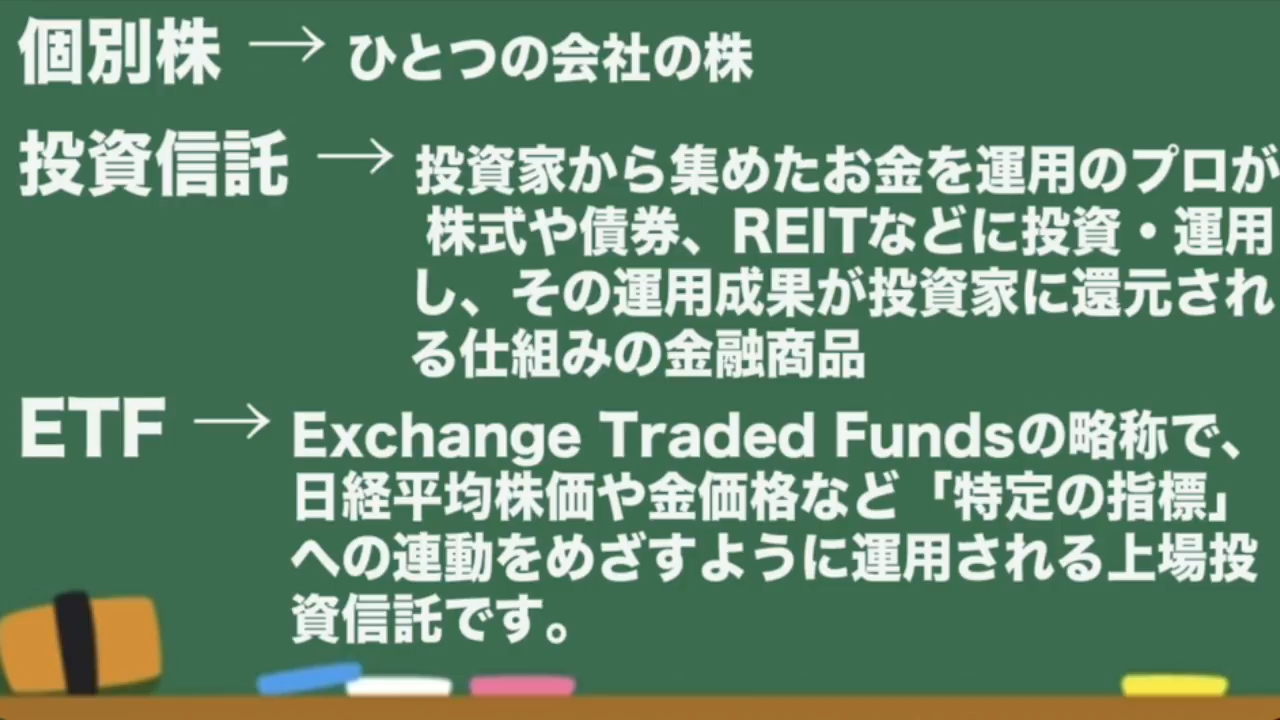 個別株 → ひとつの会社の株
投資信託 → 投資家から集めたお金を運用のプロが
株式や債券、REITなどに投資・運用
し、その運用成果が投資家に還元され
る仕組みの金融商品
ETF → Exchange Traded Fundsの略称で、
日経平均株価や金価格など「特定の指標」
への連動をめざすように運用される上場投
資信託です。